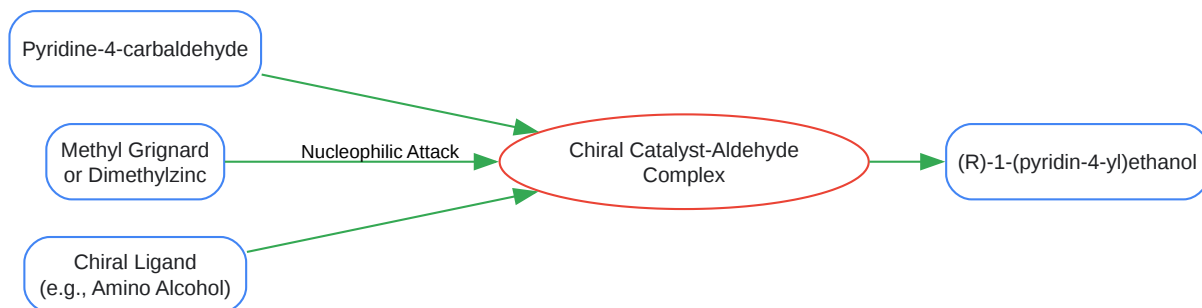 Pyridine-4-carbaldehyde
Methyl Grignard
or Dimethylzinc
Nucleophilic Attack
Chiral Ligand
(e.g., Amino Alcohol)
Chiral Catalyst-Aldehyde
Complex
(R)-1-(pyridin-4-yl)ethanol